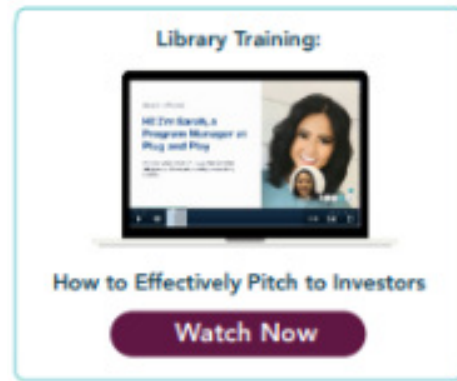 Library Training:
Hi! I'm Sarah, a
Program Manager at
Plug and Play
How to Effectively Pitch to Investors
Watch Now